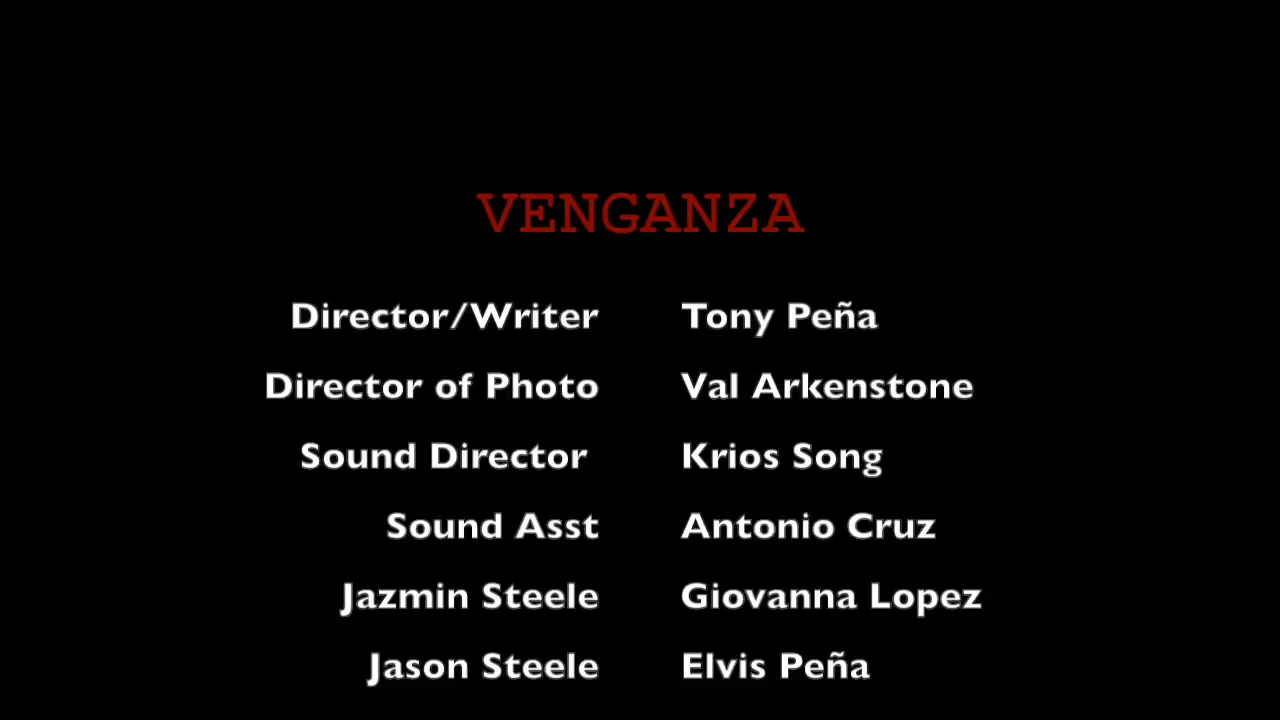 VENGANZA
Director/Writer Tony Peña
Director of Photo Val Arkenstone
Sound Director Krios Song
Sound Asst Antonio Cruz
Jazmin Steele Giovanna Lopez
Jason Steele Elvis Peña